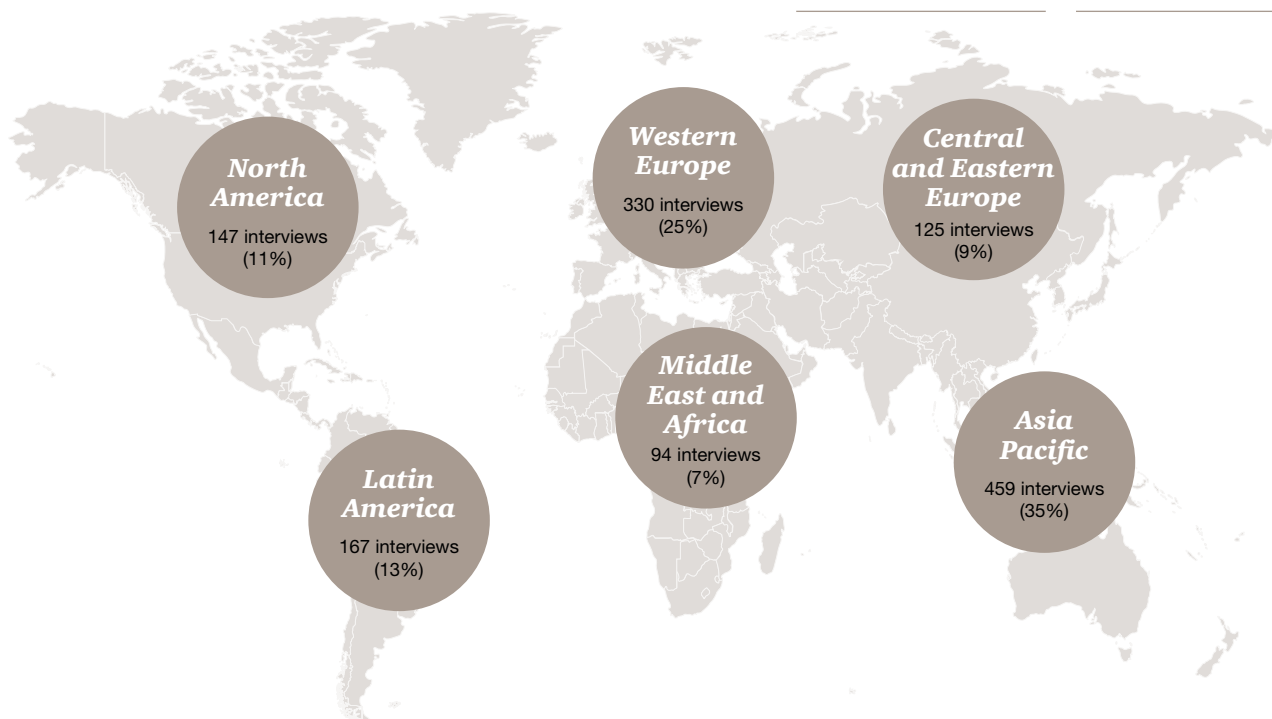 North
America
147 interviews
(11%)
Western
Europe
330 interviews
(25%)
Central
and Eastern
Europe
125 interviews
(9%)
Middle
East and
Africa
94 interviews
(7%)
Latin
America
167 interviews
(13%)
Asia
Pacific
459 interviews
(35%)